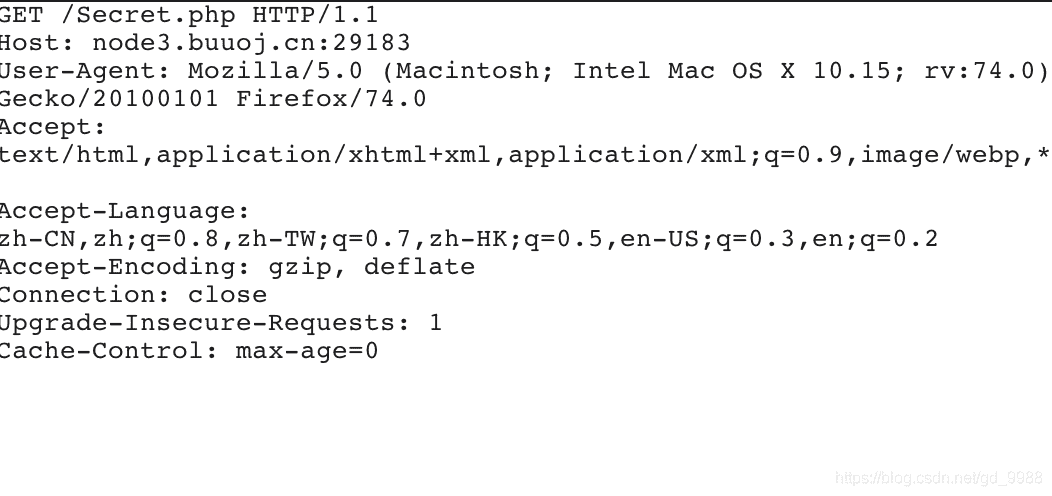 GET /Secret.php HTTP/1.1
Host: node3.buuoj.cn:29183
User-Agent: Mozilla/5.0 (Macintosh; Intel Mac OS X 10.15; rv:74.0)
Gecko/20100101 Firefox/74.0
Accept:
text/html,application/xhtml+xml,application/xml;q=0.9,image/webp,*
Accept-Language:
zh-CN,zh;q=0.8,zh-TW;q=0.7,zh-HK;q=0.5,en-US;q=0.3,en;q=0.2
Accept-Encoding: gzip, deflate
Connection: close
Upgrade-Insecure-Requests: 1
Cache-Control: max-age=0
https://blog.csdn.net/gd_9988